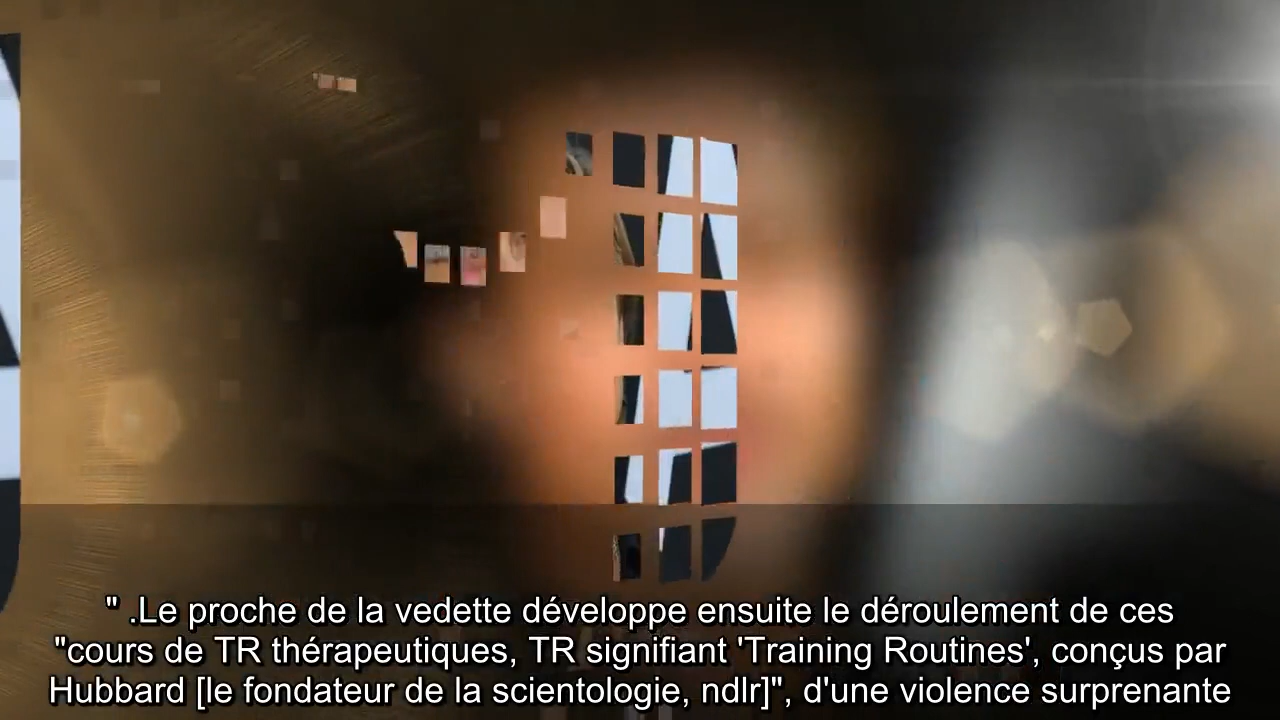 " .Le proche de la vedette développe ensuite le déroulement de ces
"cours de TR thérapeutiques, TR signifiant 'Training Routines', conçus par
Hubbard [le fondateur de la scientologie, ndlr]", d'une violence surprenante